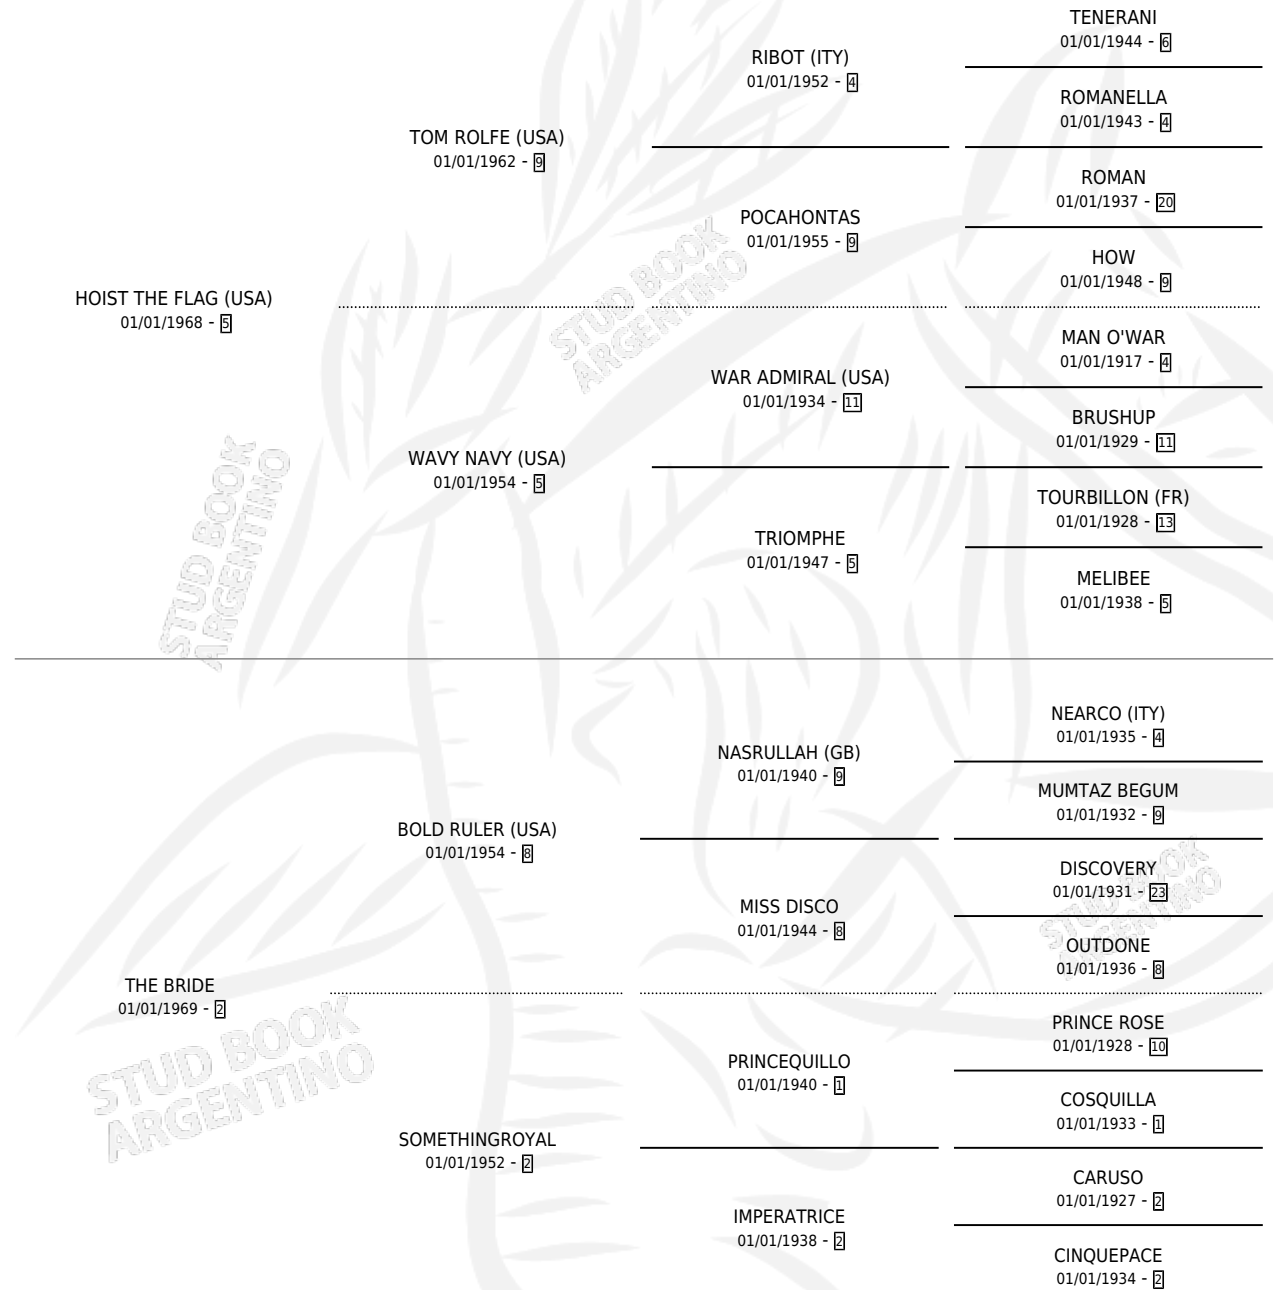 TENERANI
01/01/1944 - 6
RIBOT (ITY)
01/01/1952 - 4
ROMANELLA
01/01/1943 - 4
TOM ROLFE (USA)
01/01/1962 - 9
ROMAN
01/01/1937 - 20
POCAHONTAS
01/01/1955 - 9
HOW
01/01/1948 - 9
HOIST THE FLAG (USA)
01/01/1968 - 5
MAN O'WAR
01/01/1917 - 4
WAR ADMIRAL (USA)
01/01/1934 - 11
BRUSHUP
01/01/1929 - 11
WAVY NAVY (USA)
01/01/1954 - 5
TOURBILLON (FR)
01/01/1928 - 13
TRIOMPHE
01/01/1947 - 5
MELIBEE
01/01/1938 - 5
STUD BOOK
ARGENTINO
STUD BOOK
ARGENTINO
NEARCO (ITY)
01/01/1935 - 4
NASRULLAH (GB)
01/01/1940 - 9
MUMTAZ BEGUM
01/01/1932 - 9
BOLD RULER (USA)
01/01/1954 - 8
DISCOVERY
01/01/1931 - 23
MISS DISCO
01/01/1944 - 8
OUTDONE
01/01/1936 - 8
THE BRIDE
01/01/1969 - 2
PRINCE ROSE
01/01/1928 - 10
PRINCEQUILLO
01/01/1940 - 1
COSQUILLA
01/01/1933 - 1
SOMETHINGROYAL
01/01/1952 - 2
CARUSO
01/01/1927 - 2
IMPERATRICE
01/01/1938 - 2
CINQUEPACE
01/01/1934 - 2
STUD BOOK
ARGENTINO
STUD BOOK
ARGENTINO